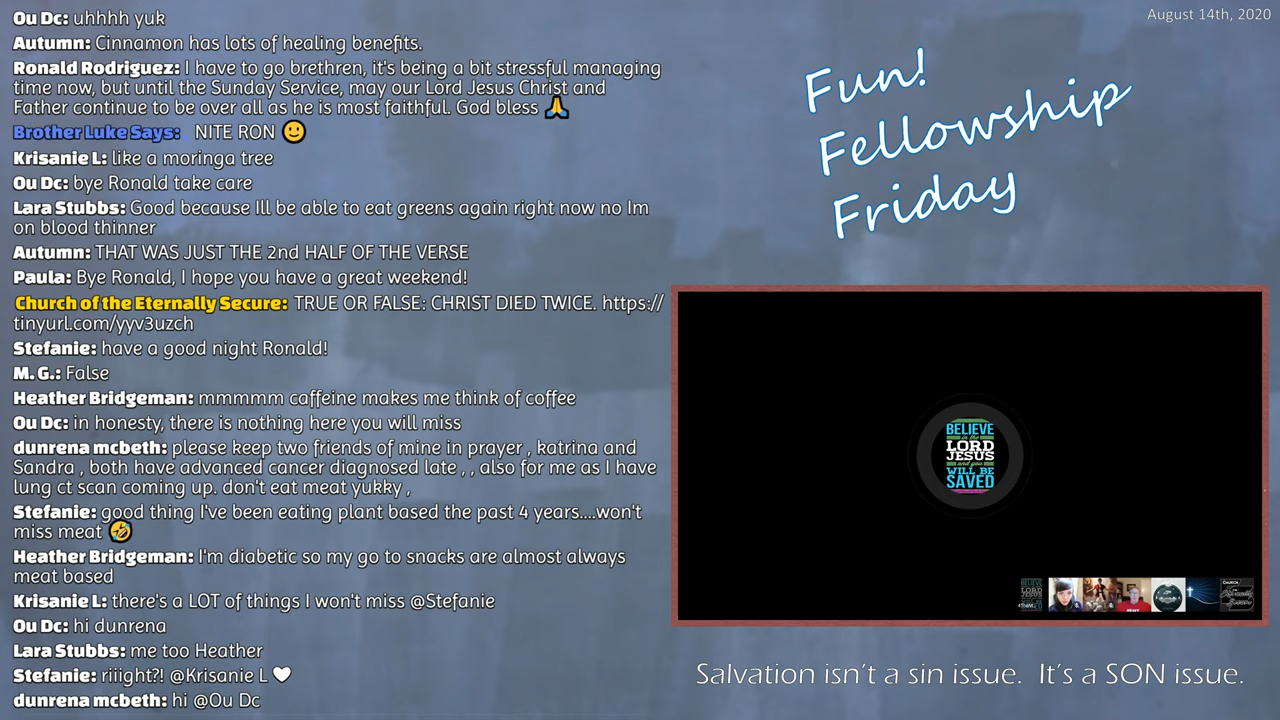 Ou Dc: uhhhh yuk
Autumn: Cinnamon has lots of healing benefits.
Ronald Rodriguez: I have to go brethren, it's being a bit stressful managing
time now, but until the Sunday Service, may our Lord Jesus Christ and
Father continue to be over all as he is most faithful. God bless 🙏
Brother Luke Says: NITE RON 🙂
Krisanie L: like a moringa tree
Ou Dc: bye Ronald take care
Lara Stubbs: Good because Ill be able to eat greens again right now no Im
on blood thinner
Autumn: THAT WAS JUST THE 2nd HALF OF THE VERSE
Paula: Bye Ronald, I hope you have a great weekend!
Church of the Eternally Secure: TRUE OR FALSE: CHRIST DIED TWICE. https://
tinyurl.com/yyv3uzch
Stefanie: have a good night Ronald!
M. G.: False
Heather Bridgeman: mmmmm caffeine makes me think of coffee
Ou Dc: in honesty, there is nothing here you will miss
dunrena mcbeth: please keep two friends of mine in prayer , katrina and
Sandra , both have advanced cancer diagnosed late , , also for me as I have
lung ct scan coming up. don't eat meat yukky ,
Stefanie: good thing I've been eating plant based the past 4 years....won't
miss meat 🤣
Heather Bridgeman: I'm diabetic so my go to snacks are almost always
meat based
Krisanie L: there's a LOT of things I won't miss @Stefanie
Ou Dc: hi dunrena
Lara Stubbs: me too Heather
Stefanie: riiight?! @Krisanie L 🤍
dunrena mcbeth: hi @Ou Dc
August 14th, 2020
Fun!
Fellowship
Friday
BELIEVE
in the
LORD
JESUS
and you
WILL BE
SAVED
Salvation isn't a sin issue. It's a SON issue.